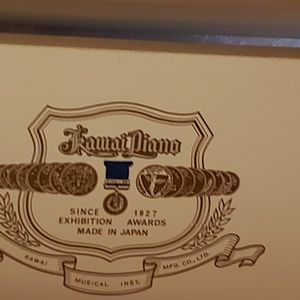 Kawai Piano
SINCE 1927
EXHIBITION AWARDS
MADE IN JAPAN
KAWAI MUSICAL INST. MFG. CO., LTD.